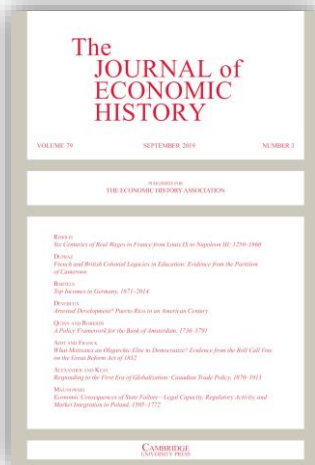 The
JOURNAL of
ECONOMIC
HISTORY
VOLUME 79 SEPTEMBER 2019 NUMBER 3
PUBLISHED FOR
THE ECONOMIC HISTORY ASSOCIATION
RIDOLFI
Six Centuries of Real Wages in France from Louis IX to Napoleon III: 1250–1860
DUPRAZ
French and British Colonial Legacies in Education: Evidence from the Partition
of Cameroon
BARTELS
Top Incomes in Germany, 1871–2014
DEVEREUX
Arrested Development? Puerto Rico in an American Century
QUINN AND ROBERDS
A Policy Framework for the Bank of Amsterdam, 1736–1791
AIDT AND FRANCK
What Motivates an Oligarchic Elite to Democratize? Evidence from the Roll Call Vote
on the Great Reform Act of 1832
ALEXANDER AND KEAY
Responding to the First Era of Globalization: Canadian Trade Policy, 1870–1913
MALINOWSKI
Economic Consequences of State Failure—Legal Capacity, Regulatory Activity, and
Market Integration in Poland, 1505–1772
CAMBRIDGE
UNIVERSITY PRESS